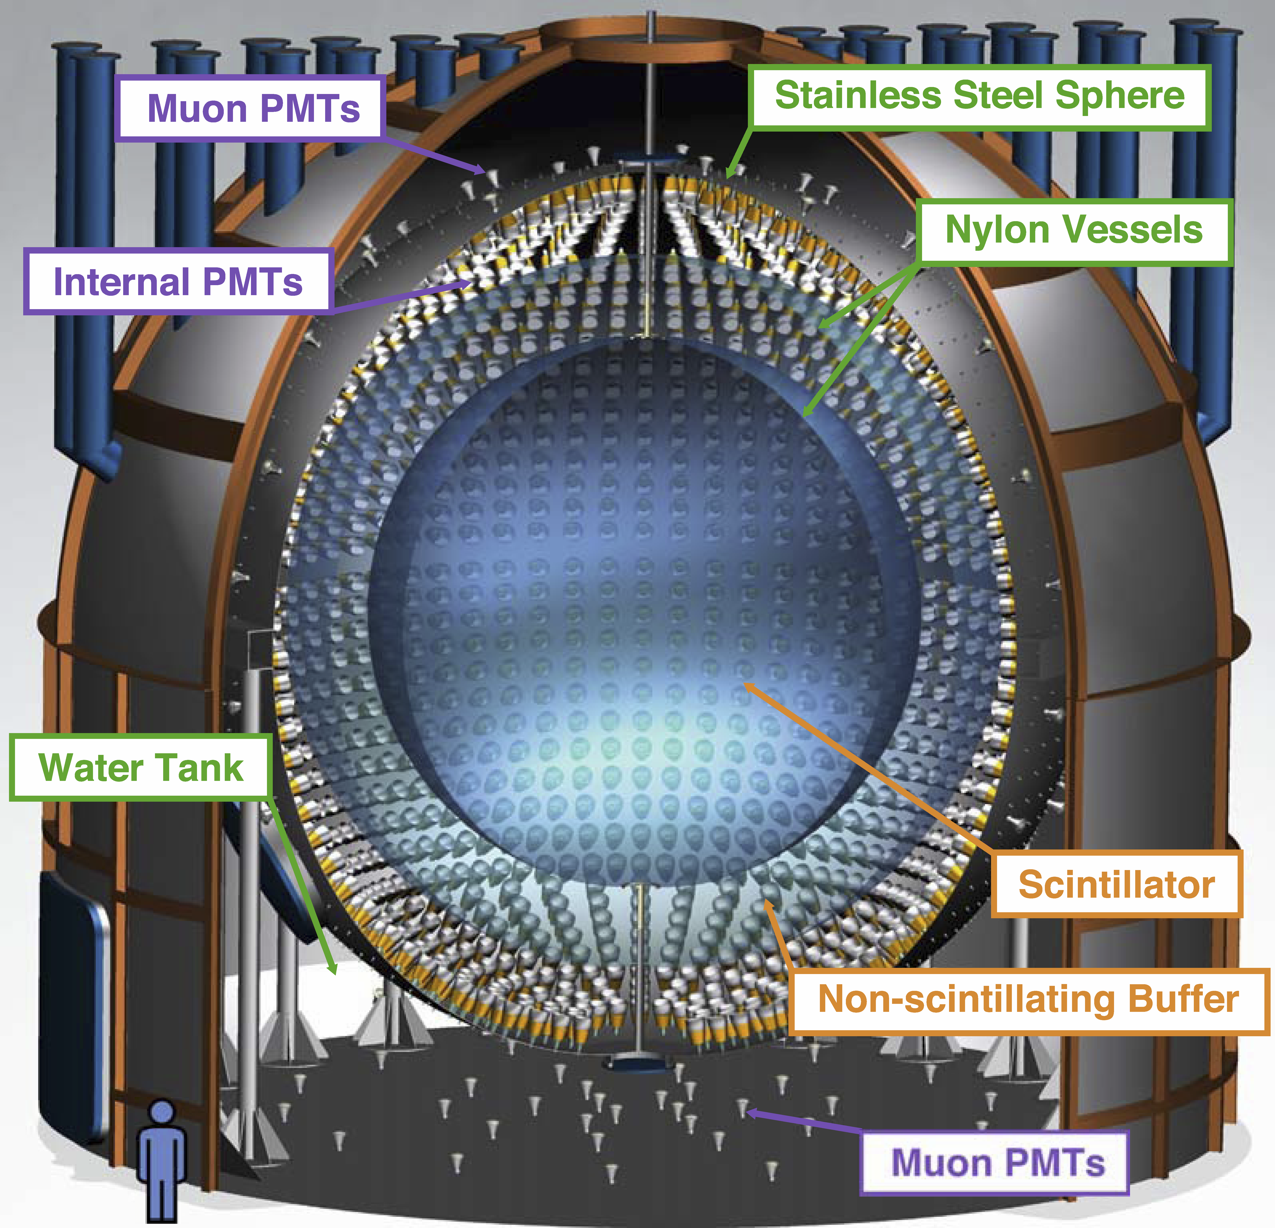 Stainless Steel Sphere
Muon PMTs
Nylon Vessels
Internal PMTs
Water Tank
Scintillator
Non-scintillating Buffer
Muon PMTs